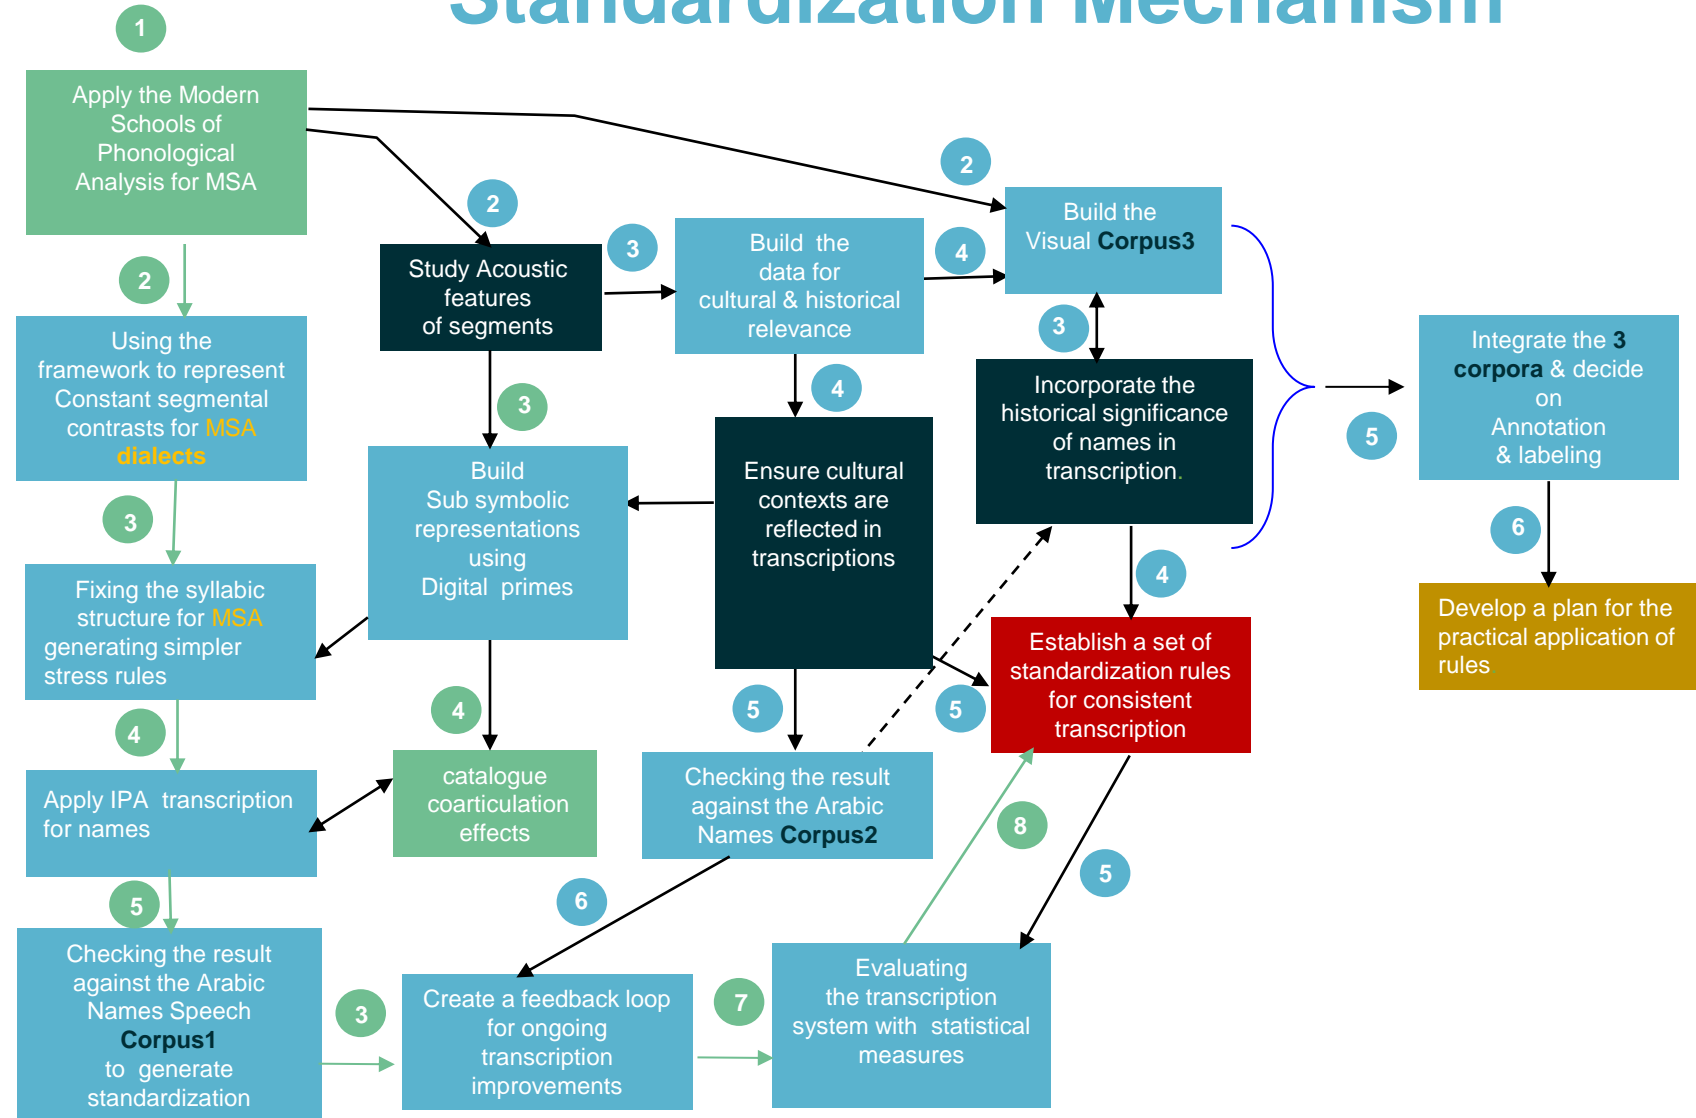 Standardization Mechanism
1
Apply the Modern
Schools of
Phonological
Analysis for MSA
2
Using the
framework to represent
Constant segmental
contrasts for MSA
dialects
3
Fixing the syllabic
structure for MSA
generating simpler
stress rules
4
Apply IPA transcription
for names
5
Checking the result
against the Arabic
Names Speech
Corpus1
to generate
standardization
2
Study Acoustic
features
of segments
3
Build
Sub symbolic
representations
using
Digital primes
4
catalogue
coarticulation
effects
3
Build the
data for
cultural & historical
relevance
4
Ensure cultural
contexts are
reflected in
transcriptions
5
Checking the result
against the Arabic
Names Corpus2
6
3
Create a feedback loop
for ongoing
transcription
improvements
7
Evaluating
the transcription
system with statistical
measures
8
2
4
Build the
Visual Corpus3
3
Incorporate the
historical significance
of names in
transcription.
4
5
Establish a set of
standardization rules
for consistent
transcription
5
5
Integrate the 3
corpora & decide
on
Annotation
& labeling
6
Develop a plan for the
practical application of
rules